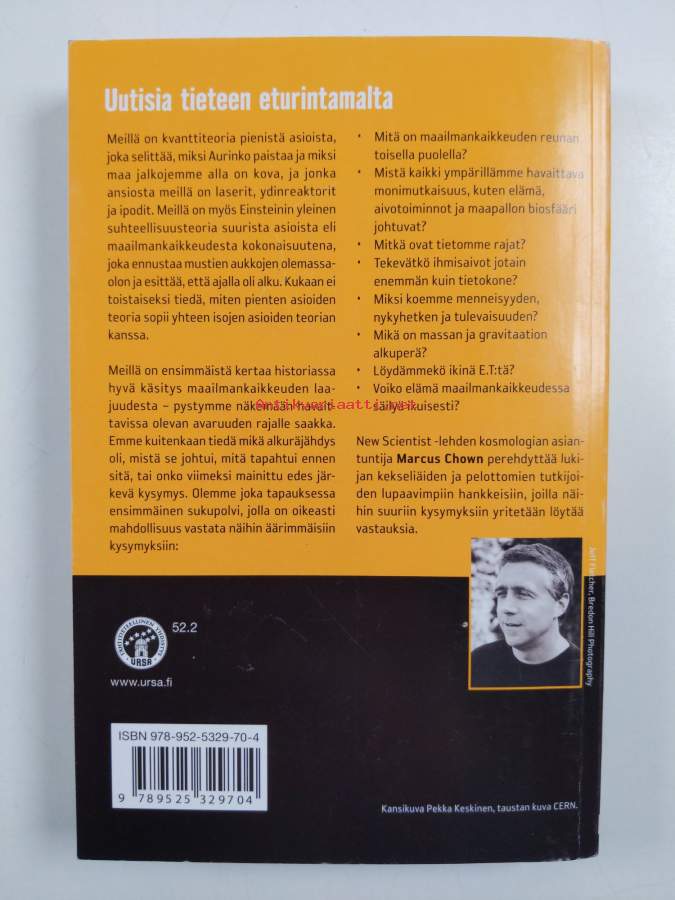 Uutisia tieteen eturintamalta
Meillä on kvanttiteoria pienistä asioista,
joka selittää, miksi Aurinko paistaa ja miksi
maa jalkojemme alla on kova, ja jonka
ansiosta meillä on laserit, ydinreaktorit
ja ipodit. Meillä on myös Einsteinin yleinen
suhteellisuusteoria suurista asioista eli
maailmankaikkeudesta kokonaisuutena,
joka ennustaa mustien aukkojen olemassa-
olon ja esittää, että ajalla oli alku. Kukaan ei
toistaiseksi tiedä, miten pienten asioiden
teoria sopii yhteen isojen asioiden teorian
kanssa.
Meillä on ensimmäistä kertaa historiassa
hyvä käsitys maailmankaikkeuden laa-
juudesta – pystymme näkemään havait-
tavissa olevan avaruuden rajalle saakka.
Emme kuitenkaan tiedä mikä alkuräjähdys
oli, mistä se johtui, mitä tapahtui ennen
sitä, tai onko viimeksi mainittu edes jär-
kevä kysymys. Olemme joka tapauksessa
ensimmäinen sukupolvi, jolla on oikeasti
mahdollisuus vastata näihin äärimmäisiin
kysymyksiin:
• Mitä on maailmankaikkeuden reunan
toisella puolella?
• Mistä kaikki ympärillämme havaittava
monimutkaisuus, kuten elämä,
aivotoiminnot ja maapallon biosfääri
johtuvat?
• Mitkä ovat tietomme rajat?
• Tekevätkö ihmisaivot jotain
enemmän kuin tietokone?
• Miksi koemme menneisyyden,
nykyhetken ja tulevaisuuden?
• Mikä on massan ja gravitaation
alkuperä?
• Löydämmekö ikinä E.T:tä?
• Voiko elämä maailmankaikkeudessa
säilyä ikuisesti?
New Scientist -lehden kosmologian asian-
tuntija Marcus Chown perehdyttää luki-
jan kekseliäiden ja pelottomien tutkijoi-
den lupaavimpiin hankkeisiin, joilla näi-
hin suuriin kysymyksiin yritetään löytää
vastauksia.
Antikvariaatti.net
Jeff Fletcher, Bredon Hill Photography
TÄHTITIETEELLINEN YHDISTYS
URSA
52.2
www.ursa.fi
ISBN 978-952-5329-70-4
9 789525 329704
Kansikuva Pekka Keskinen, taustan kuva CERN.